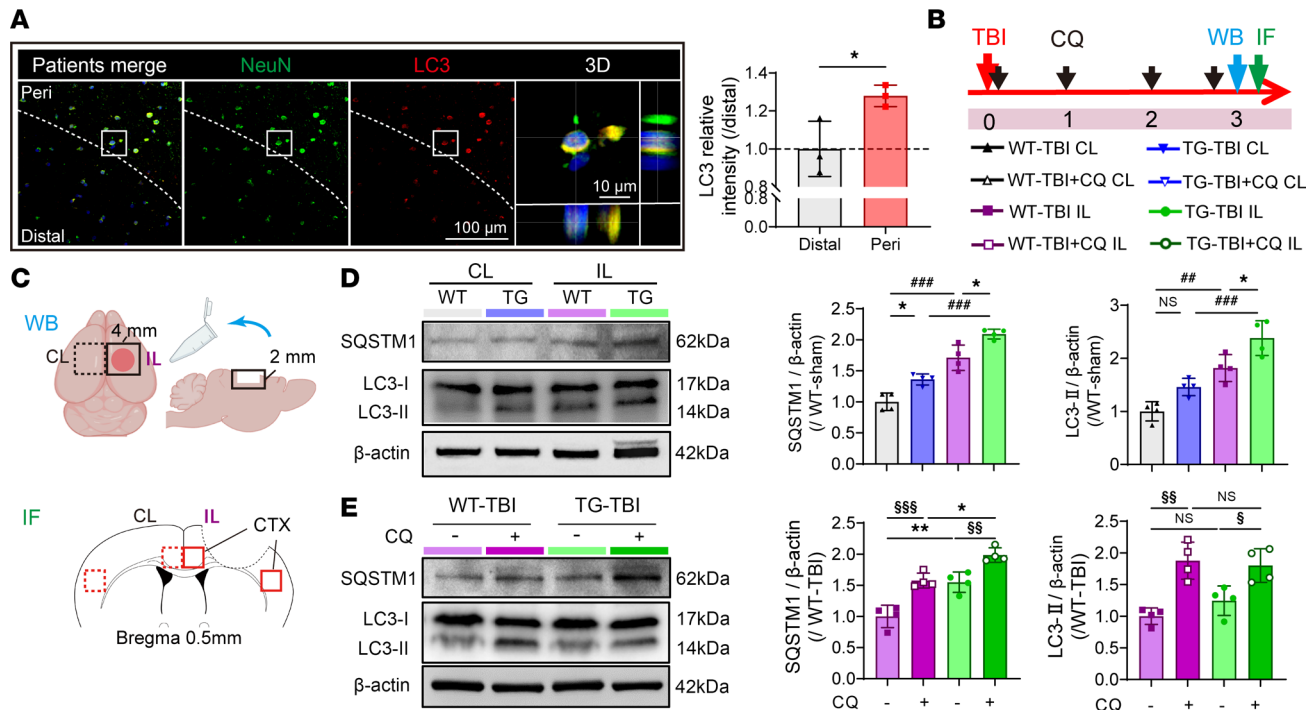 A
Patients merge
NeuN
LC3
3D
Peri
Distal
100 µm
10 µm
LC3 relative
intensity (/distal)
1.4
1.2
1.0
0.8
0.8
0.0
*
Distal
Peri
B
TBI
CQ
WB
IF
0
1
2
3
WT-TBI CL
TG-TBI CL
WT-TBI+CQ CL
TG-TBI+CQ CL
WT-TBI IL
TG-TBI IL
WT-TBI+CQ IL
TG-TBI+CQ IL
C
WB
4 mm
CL
IL
2 mm
IF
CL
IL
CTX
Bregma 0.5mm
D
CL
IL
WT
TG
WT
TG
SQSTM1
62kDa
LC3-I
17kDa
LC3-II
14kDa
β-actin
42kDa
SQSTM1 / β-actin
(/ WT-sham)
2.5
2.0
1.5
1.0
0.5
0.0
###
*
*
###
LC3-II / β-actin
(/WT-sham)
3
2
1
0
##
*
NS
###
E
WT-TBI
TG-TBI
CQ
-
+
-
+
SQSTM1
62kDa
LC3-I
17kDa
LC3-II
14kDa
β-actin
42kDa
SQSTM1 / β-actin
(/ WT-TBI)
2.5
2.0
1.5
1.0
0.5
0.0
§§§
*
**
§§
CQ
-
+
-
+
LC3-II / β-actin
(/WT-TBI)
2.5
2.0
1.5
1.0
0.5
0.0
§§
NS
NS
§
-
+
-
+